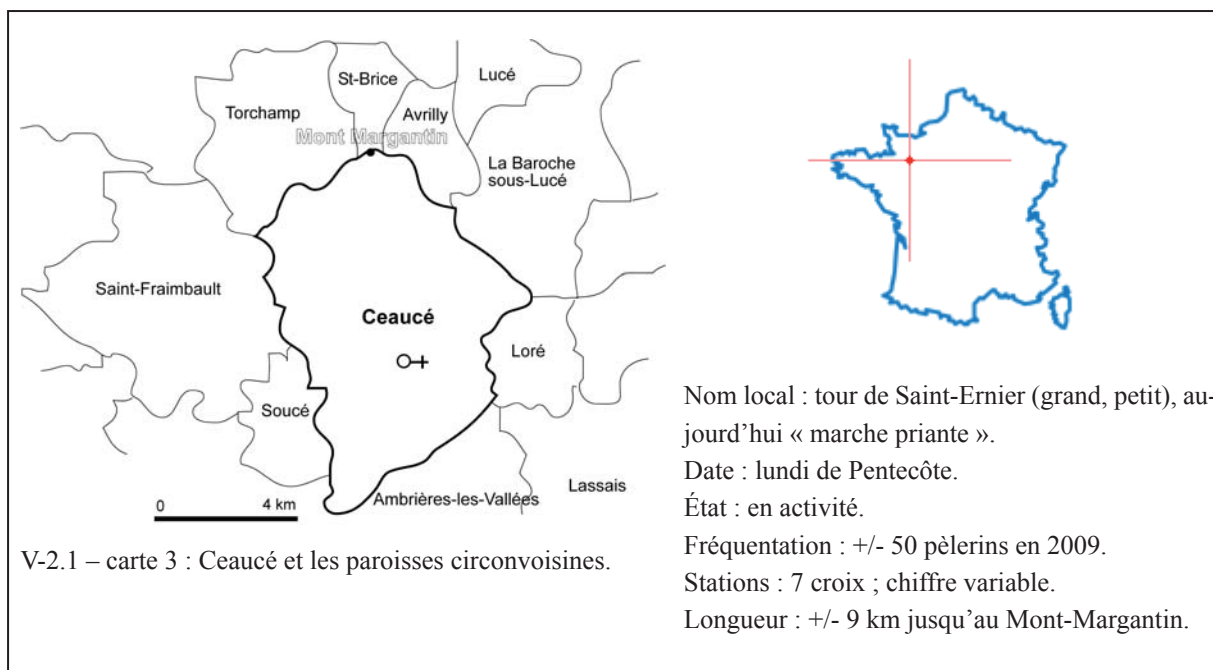 St-Brice
Lucé
Torchamp
Avrilly
Mont Margantin
La Baroche
sous-Lucé
Saint-Fraimbault
Ceaucé
Loré
Soucé
Lassais
Ambrières-les-Vallées
0 4 km
V-2.1 – carte 3 : Ceaucé et les paroisses circonvoisines.
Nom local : tour de Saint-Ernier (grand, petit), au-
jourd’hui « marche priante ».
Date : lundi de Pentecôte.
État : en activité.
Fréquentation : +/- 50 pèlerins en 2009.
Stations : 7 croix ; chiffre variable.
Longueur : +/- 9 km jusqu’au Mont-Margantin.